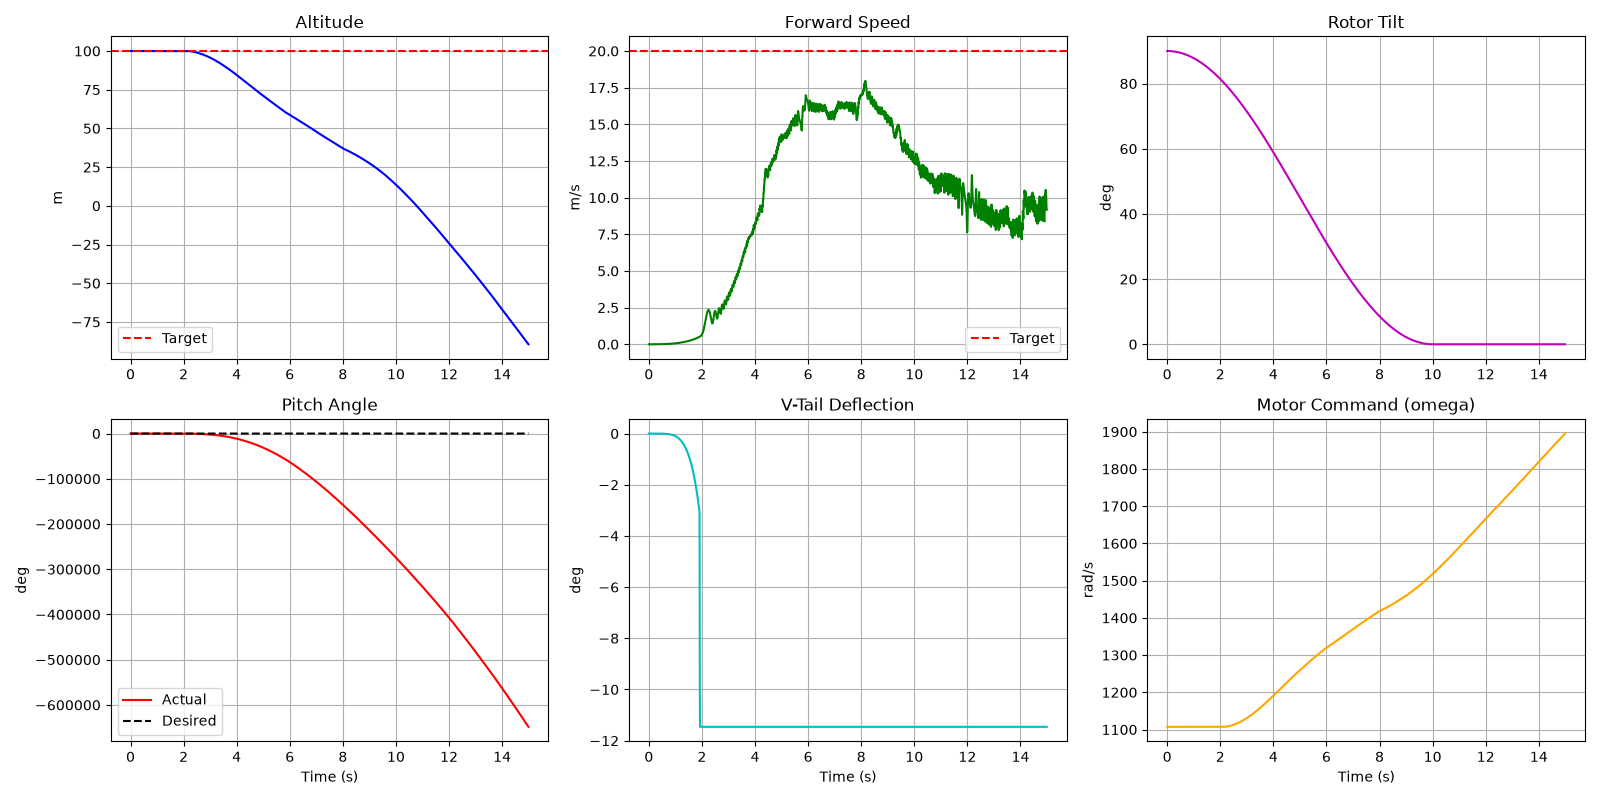 Altitude
100
75
50
25
0
−25
−50
−75
m
Target
0 2 4 6 8 10 12 14
Forward Speed
20.0
17.5
15.0
12.5
10.0
7.5
5.0
2.5
0.0
m/s
Target
0 2 4 6 8 10 12 14
Rotor Tilt
80
60
40
20
0
deg
0 2 4 6 8 10 12 14
Pitch Angle
0
−100000
−200000
−300000
−400000
−500000
−600000
deg
Actual
Desired
0 2 4 6 8 10 12 14
Time (s)
V-Tail Deflection
0
−2
−4
−6
−8
−10
−12
deg
0 2 4 6 8 10 12 14
Time (s)
Motor Command (omega)
1900
1800
1700
1600
1500
1400
1300
1200
1100
rad/s
0 2 4 6 8 10 12 14
Time (s)